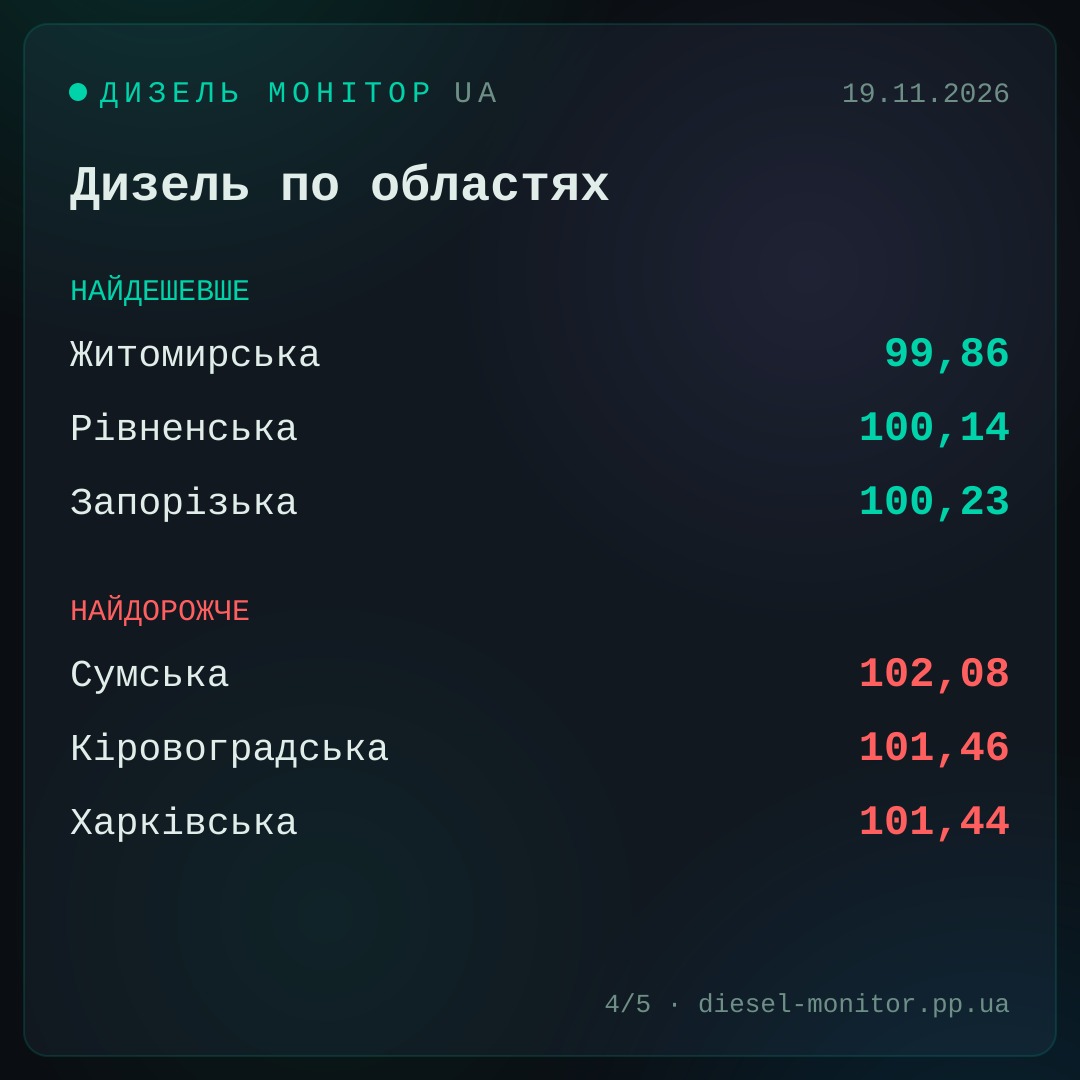 ДИЗЕЛЬ МОНІТОР UA 19.11.2026
Дизель по областях
НАЙДЕШЕВШЕ
Житомирська 99,86
Рівненська 100,14
Запорізька 100,23
НАЙДОРОЖЧЕ
Сумська 102,08
Кіровоградська 101,46
Харківська 101,44
4/5 · diesel-monitor.pp.ua